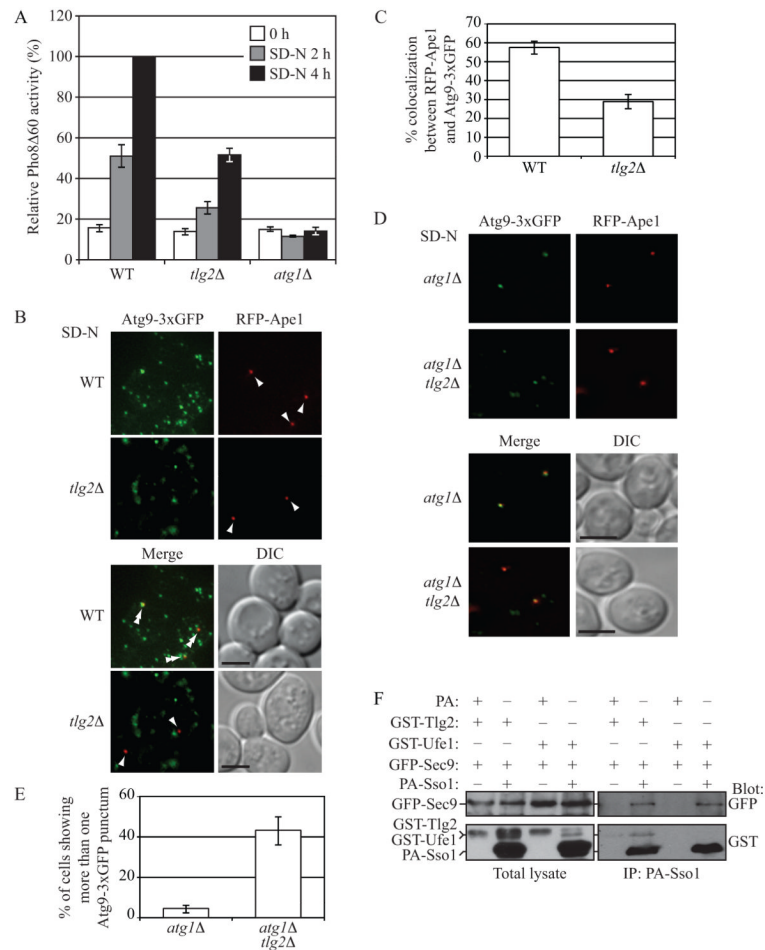 A
Relative Pho8Δ60 activity (%)
120
100
80
60
40
20
0
0 h
SD-N 2 h
SD-N 4 h
WT
tlg2Δ
atg1Δ
B
SD-N
Atg9-3xGFP
RFP-Ape1
WT
tlg2Δ
Merge
DIC
WT
tlg2Δ
E
% of cells showing
more than one
Atg9-3xGFP punctum
60
40
20
0
atg1Δ
atg1Δ
tlg2Δ
C
% colocalization
between RFP-Ape1
and Atg9-3xGFP
70
60
50
40
30
20
10
0
WT
tlg2Δ
D
SD-N
Atg9-3xGFP
RFP-Ape1
atg1Δ
atg1Δ
tlg2Δ
Merge
DIC
atg1Δ
atg1Δ
tlg2Δ
F
PA: + − + − + − + −
GST-Tlg2: + + − − + + − −
GST-Ufe1: − − + + − − + +
GFP-Sec9: + + + + + + + +
PA-Sso1: − + − + − + − +
Blot:
GFP-Sec9
GFP
GST-Tlg2
GST-Ufe1
PA-Sso1
GST
Total lysate
IP: PA-Sso1